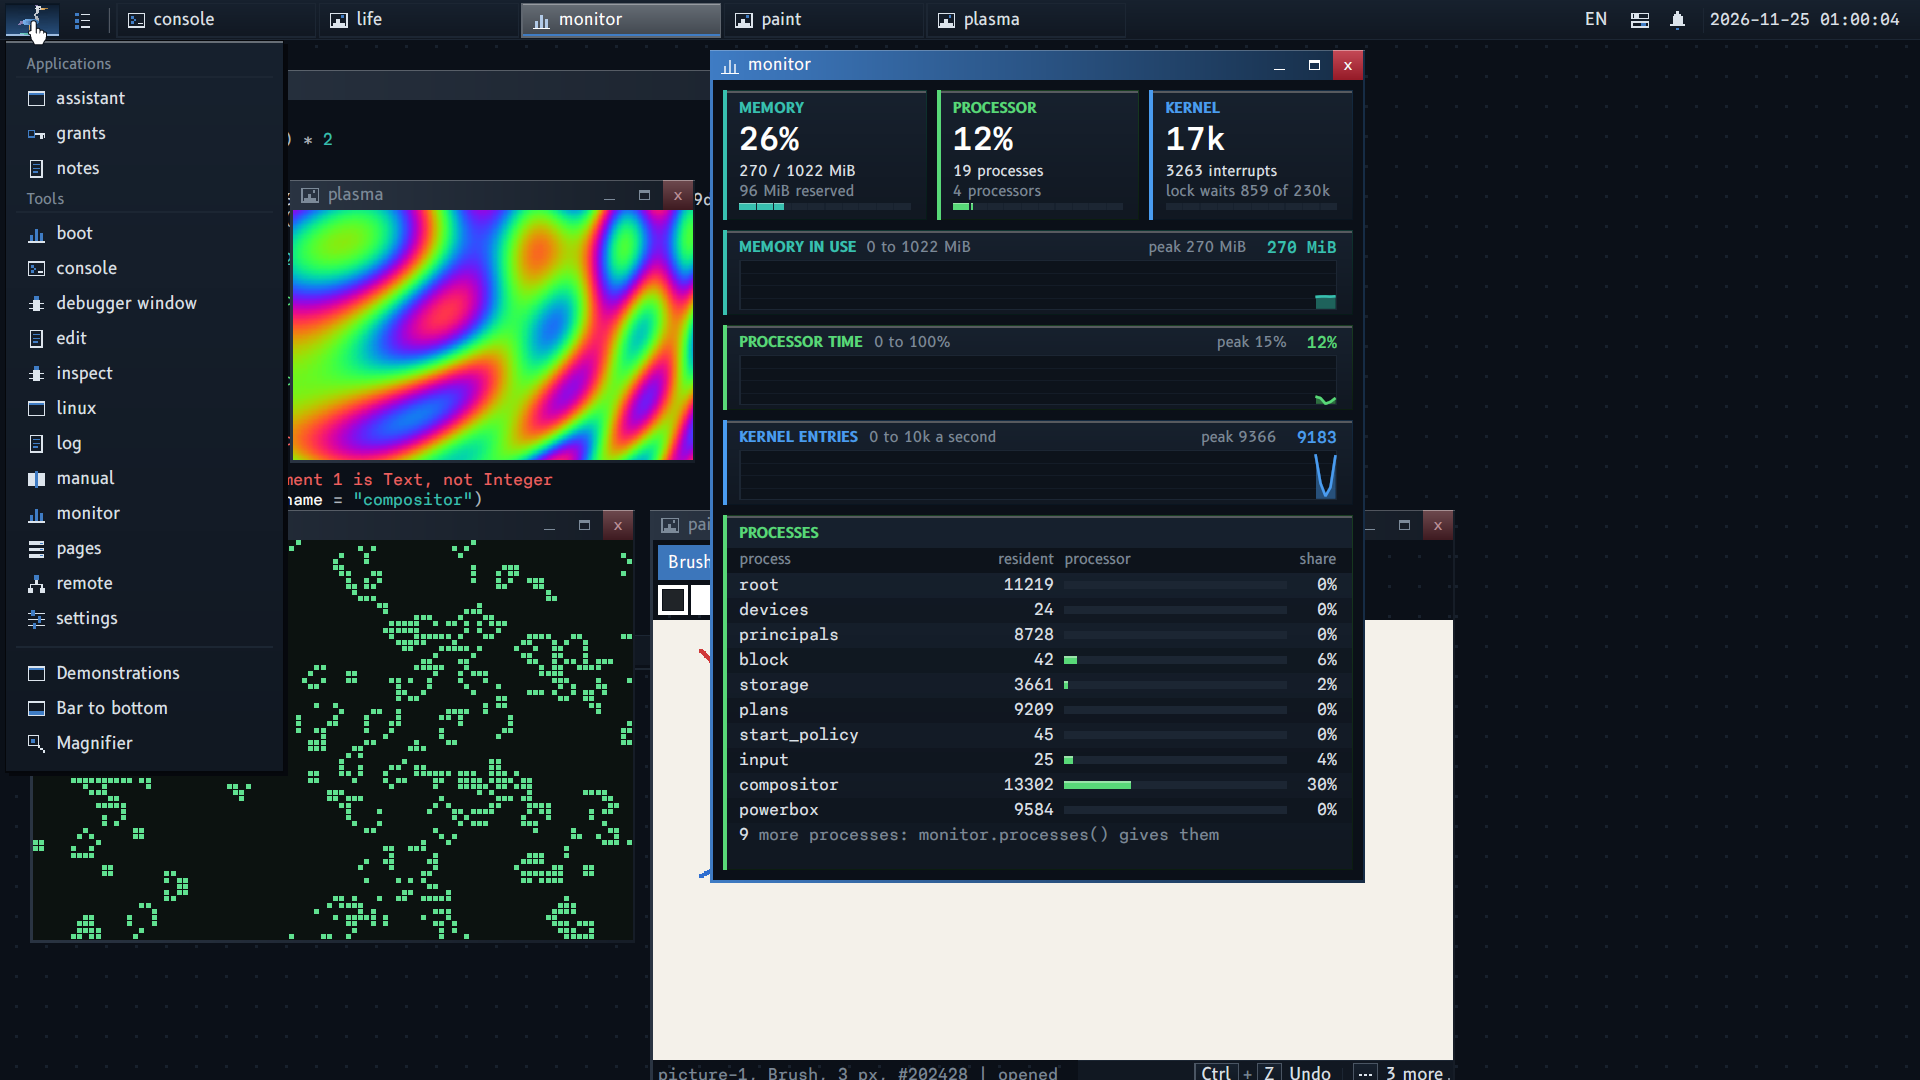 console
life
monitor
paint
plasma
EN
2026-11-25 01:00:04
Applications
assistant
grants
notes
Tools
boot
console
debugger window
edit
inspect
linux
log
manual
monitor
pages
remote
settings
Demonstrations
Bar to bottom
Magnifier
) * 2
plasma
x
ment 1 is Text, not Integer
name = "compositor")
x
monitor
x
MEMORY
26%
270 / 1022 MiB
96 MiB reserved
PROCESSOR
12%
19 processes
4 processors
KERNEL
17k
3263 interrupts
lock waits 859 of 230k
MEMORY IN USE 0 to 1022 MiB peak 270 MiB 270 MiB
PROCESSOR TIME 0 to 100% peak 15% 12%
KERNEL ENTRIES 0 to 10k a second peak 9366 9183
PROCESSES
process resident processor share
root 11219 0%
devices 24 0%
principals 8728 0%
block 42 6%
storage 3661 2%
plans 9209 0%
start_policy 45 0%
input 25 4%
compositor 13302 30%
powerbox 9584 0%
9 more processes: monitor.processes() gives them
pai
x
Brush
picture-1, Brush, 3 px, #202428 | opened
Ctrl + Z Undo
3 more